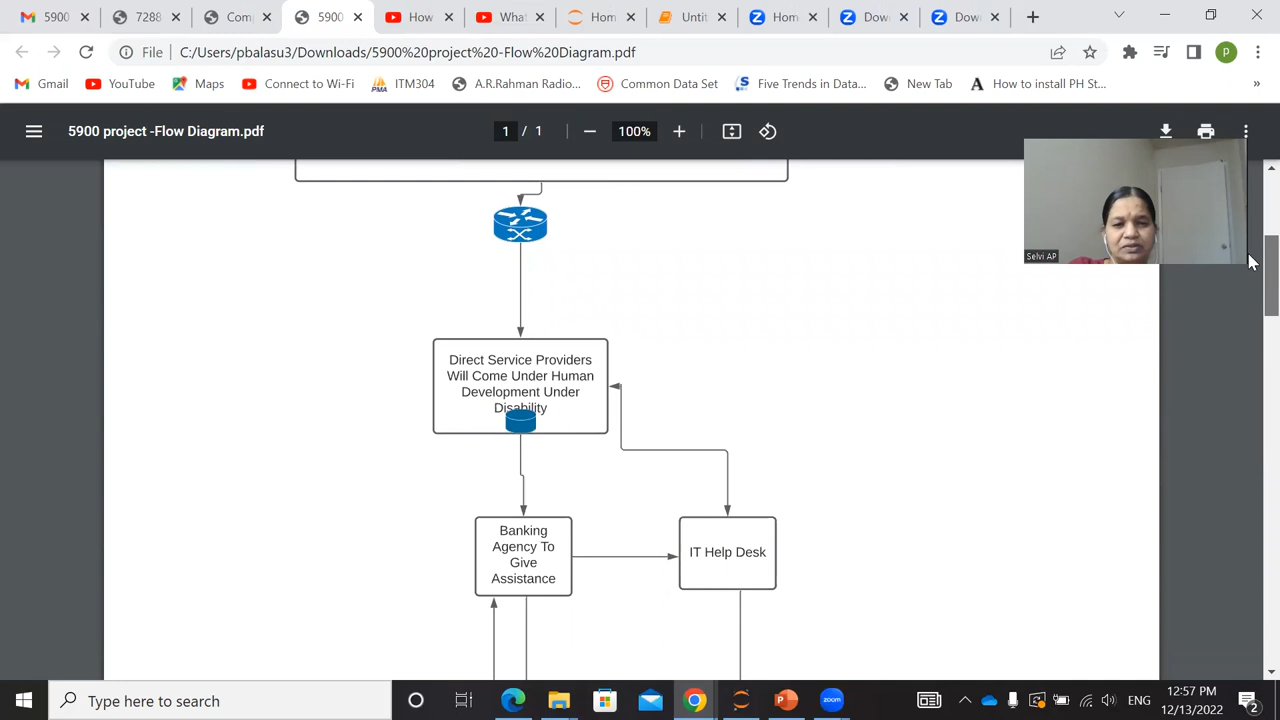 5900
7288
Com
5900
How
What
Hom
Untit
Hom
Dow
Dow
File
C:/Users/pbalasu3/Downloads/5900%20project%20-Flow%20Diagram.pdf
p
Gmail
YouTube
Maps
Connect to Wi-Fi
PMA
ITM304
A.R.Rahman Radio...
Common Data Set
Five Trends in Data...
New Tab
How to install PH St...
»
5900 project -Flow Diagram.pdf
1 / 1
100%
Selvi AP
Direct Service Providers
Will Come Under Human
Development Under
Disability
Banking
Agency To
Give
Assistance
IT Help Desk
Type here to search
zoom
ENG
12:57 PM
12/13/2022
2